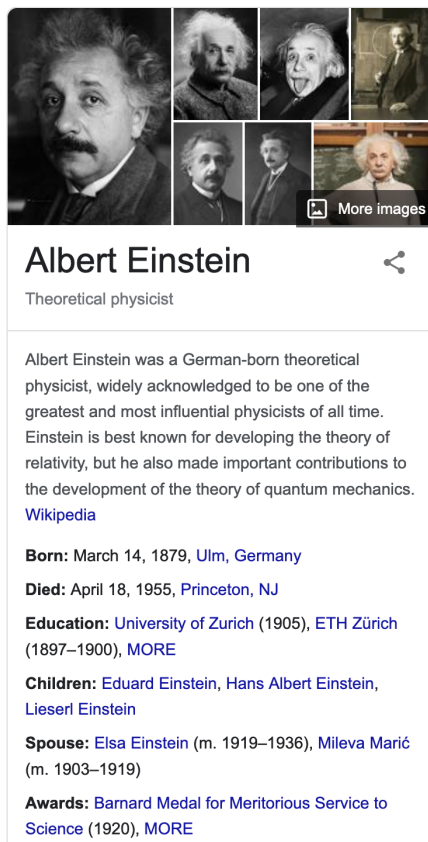 More images
Albert Einstein
Theoretical physicist
Albert Einstein was a German-born theoretical
physicist, widely acknowledged to be one of the
greatest and most influential physicists of all time.
Einstein is best known for developing the theory of
relativity, but he also made important contributions to
the development of the theory of quantum mechanics.
Wikipedia
Born: March 14, 1879, Ulm, Germany
Died: April 18, 1955, Princeton, NJ
Education: University of Zurich (1905), ETH Zürich
(1897–1900), MORE
Children: Eduard Einstein, Hans Albert Einstein,
Lieserl Einstein
Spouse: Elsa Einstein (m. 1919–1936), Mileva Marić
(m. 1903–1919)
Awards: Barnard Medal for Meritorious Service to
Science (1920), MORE